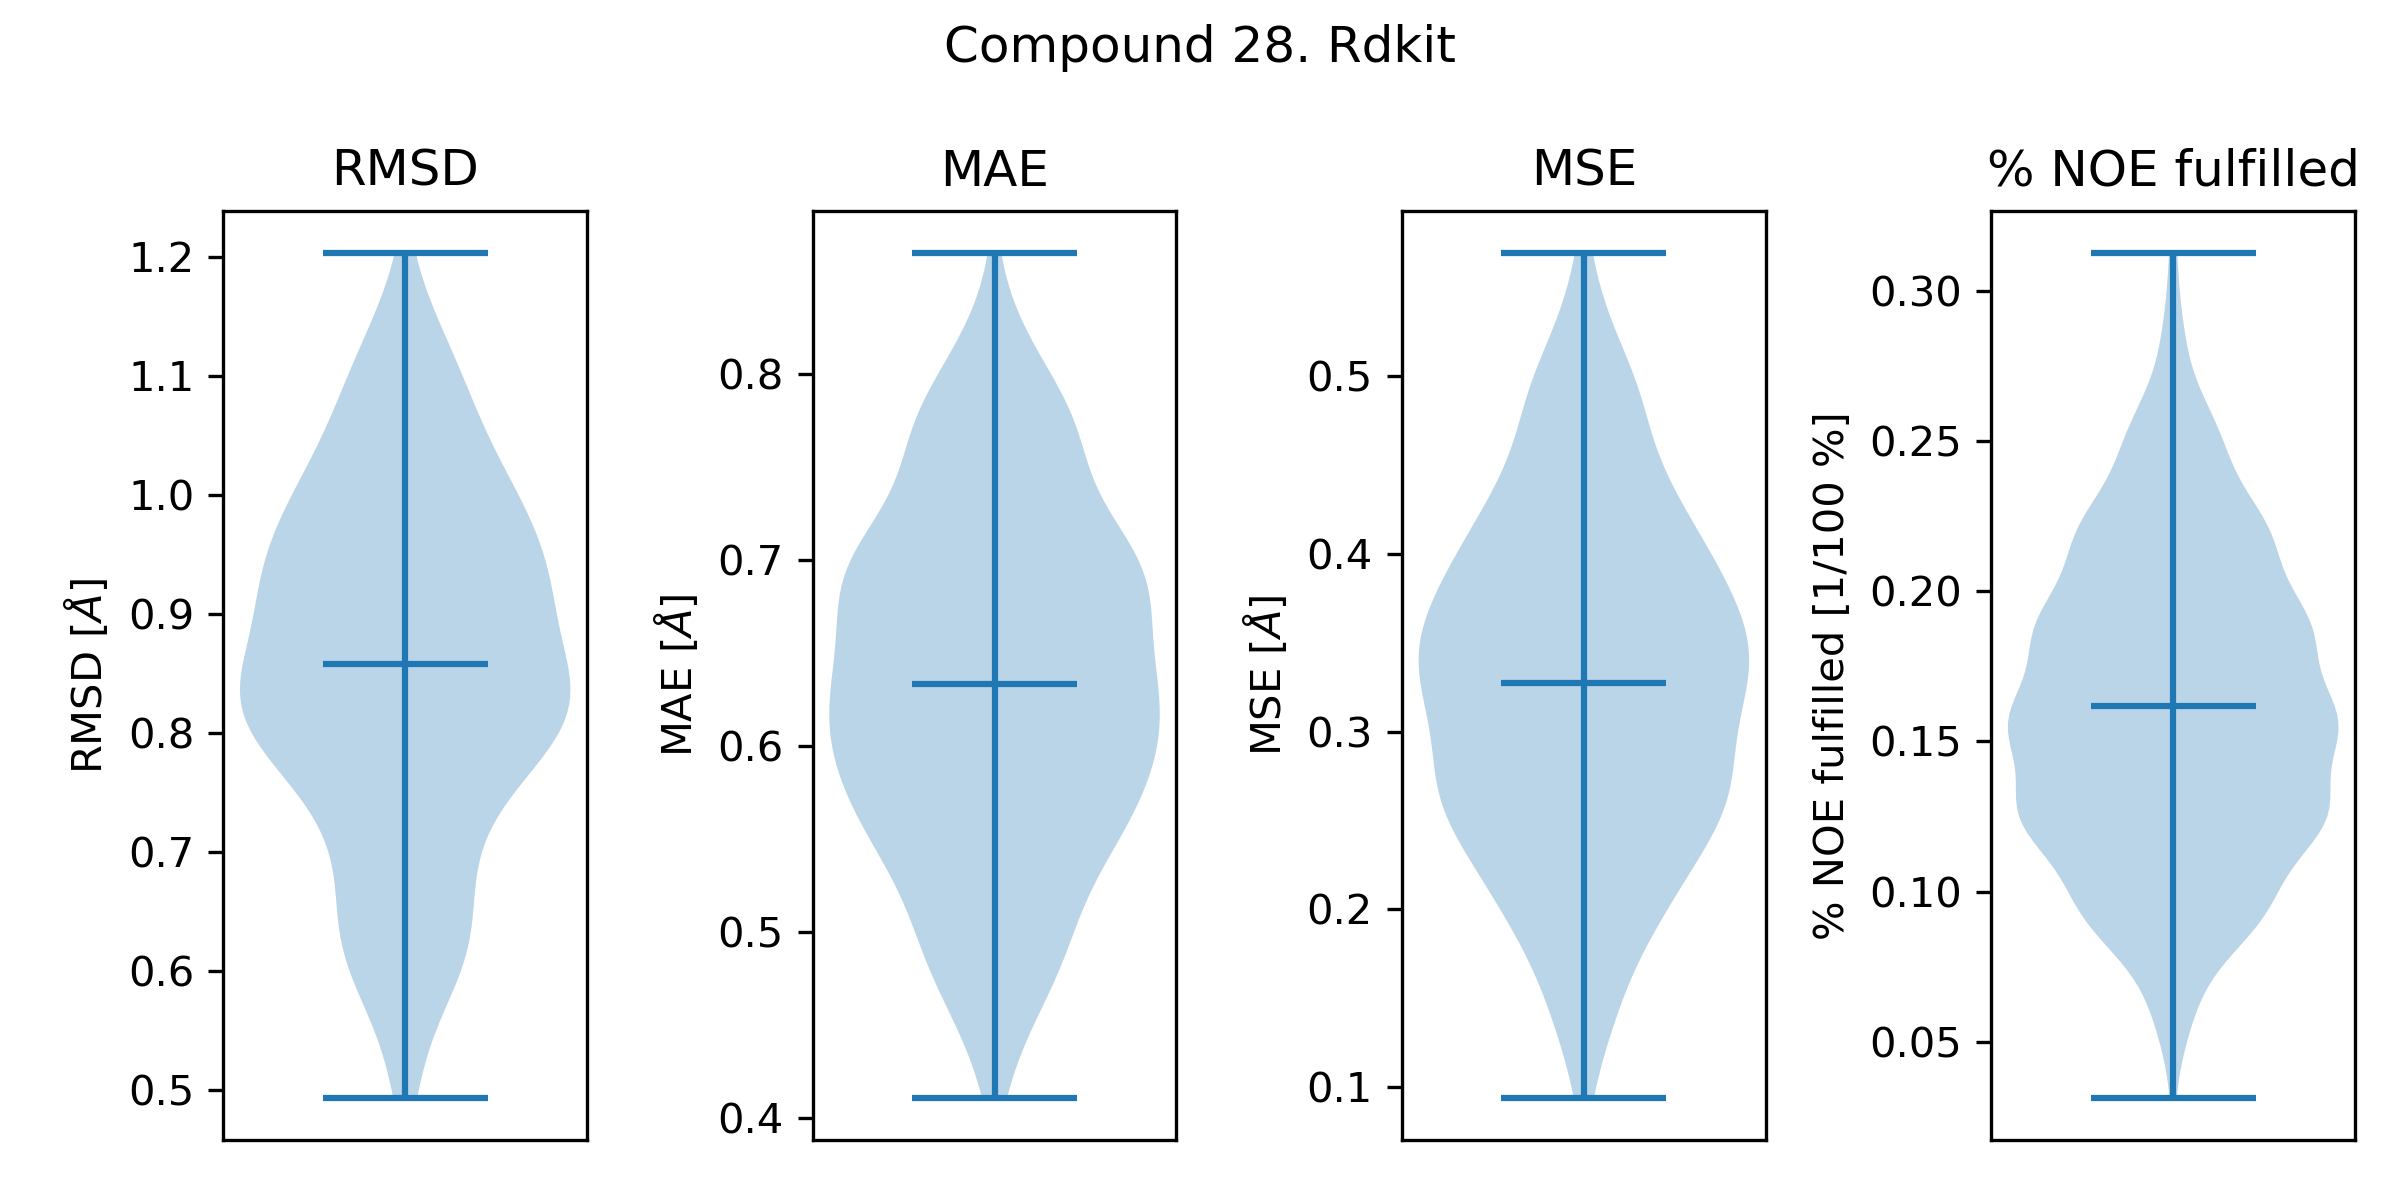 Compound 28. Rdkit
RMSD
MAE
MSE
% NOE fulfilled
RMSD [Å]
1.2
1.1
1.0
0.9
0.8
0.7
0.6
0.5
MAE [Å]
0.8
0.7
0.6
0.5
0.4
MSE [Å]
0.5
0.4
0.3
0.2
0.1
% NOE fulfilled [1/100 %]
0.30
0.25
0.20
0.15
0.10
0.05